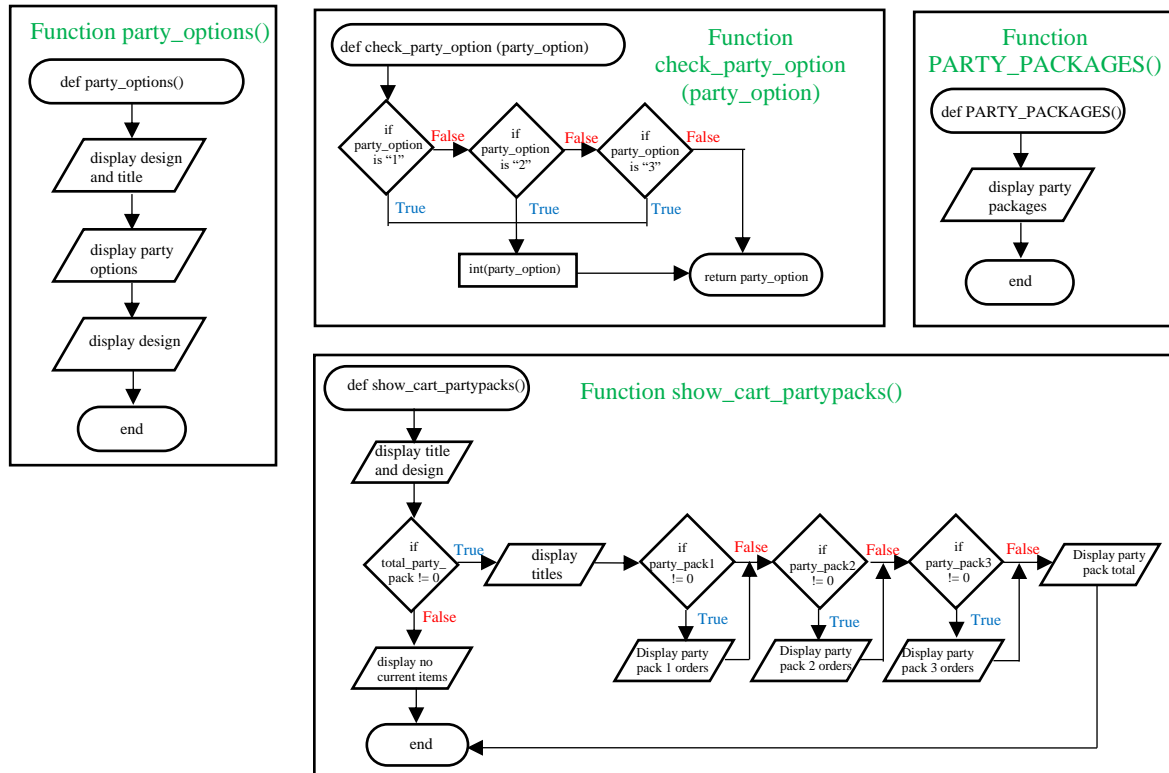 Function party_options()
def party_options()
display design
and title
display party
options
display design
end
def check_party_option (party_option)
Function
check_party_option
(party_option)
if
party_option
is “1”
False
if
party_option
is “2”
False
if
party_option
is “3”
False
True
True
True
int(party_option)
return party_option
Function
PARTY_PACKAGES()
def PARTY_PACKAGES()
display party
packages
end
def show_cart_partypacks()
Function show_cart_partypacks()
display title
and design
if
total_party_
pack != 0
True
display
titles
if
party_pack1
!= 0
False
if
party_pack2
!= 0
False
if
party_pack3
!= 0
False
Display party
pack total
False
True
True
True
display no
current items
Display party
pack 1 orders
Display party
pack 2 orders
Display party
pack 3 orders
end